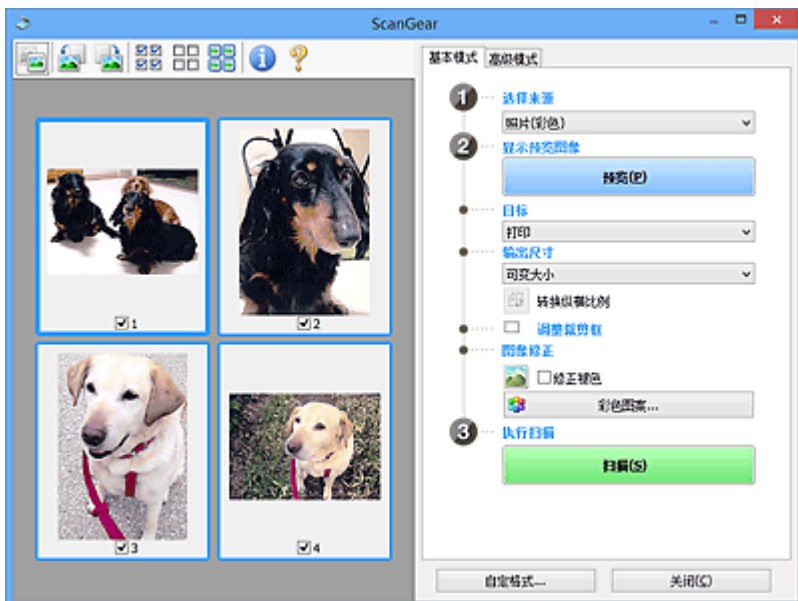 ScanGear
基本模式 高级模式
1 选择来源
照片(彩色)
2 显示预览图像
预览(P)
目标
打印
输出尺寸
可变大小
转换纵横比例
调整裁剪框
图像修正
修正褪色
彩色图案...
3 执行扫描
扫描(S)
1
2
3
4
自定格式... 关闭(C)